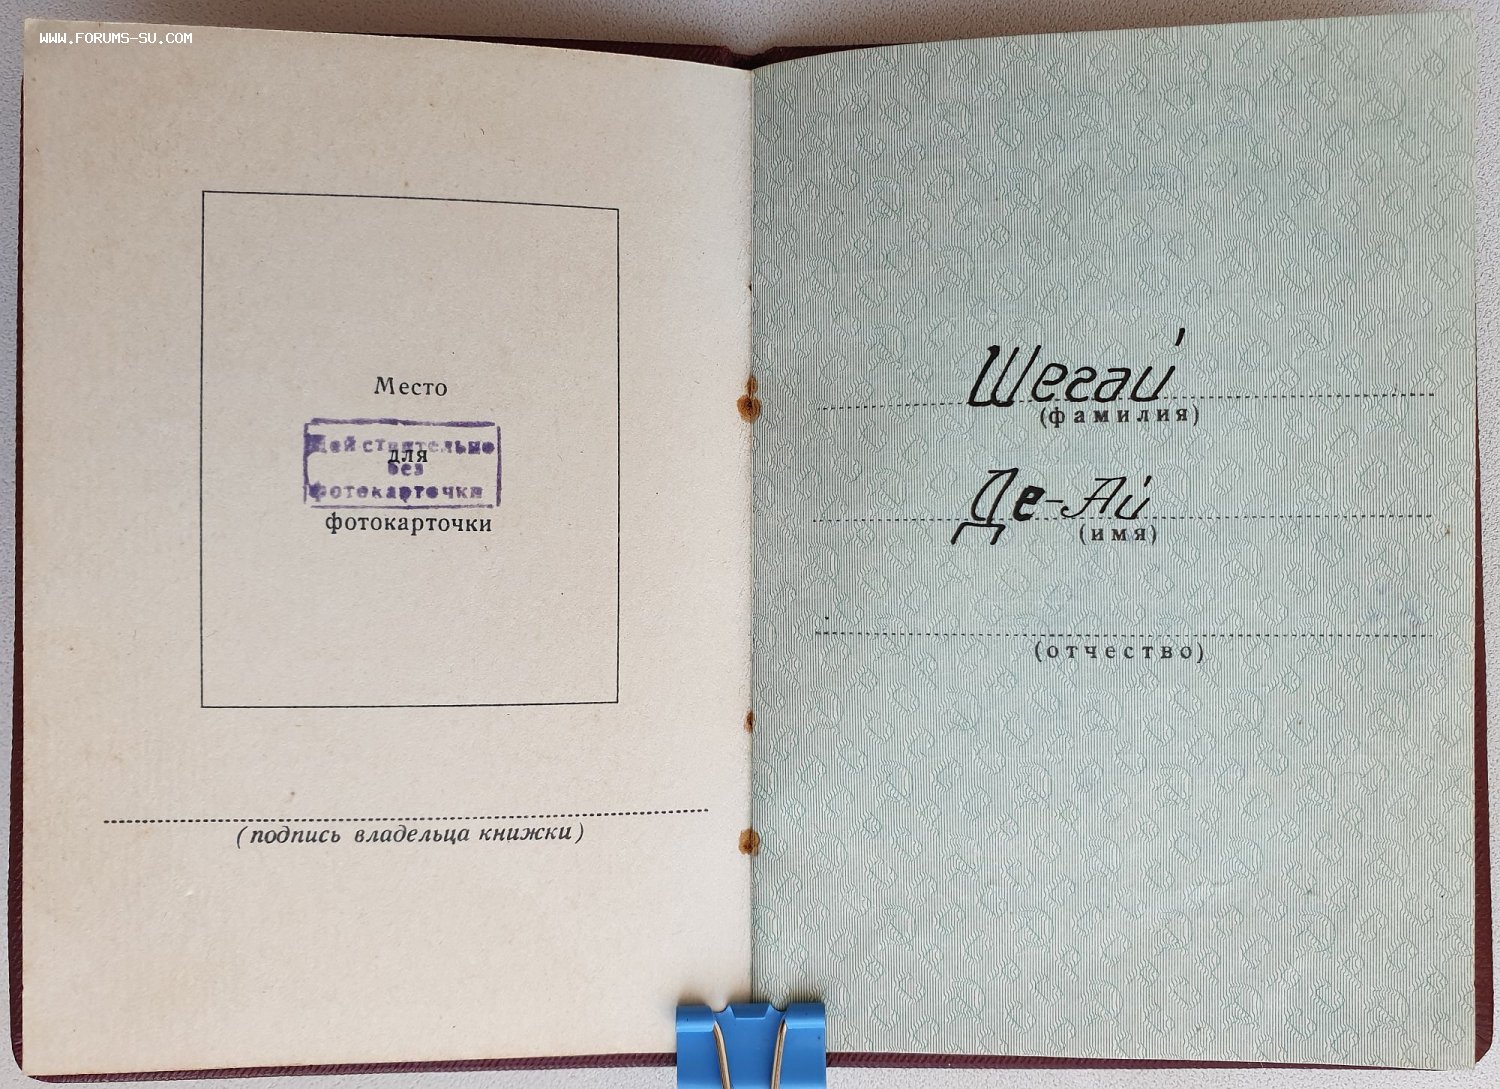 WWW.FORUMS-SU.COM
Место
Действительно
для
без
фотокарточки
фотокарточки
(подпись владельца книжки)
Шегай
(фамилия)
Де-Ай
(имя)
(отчество)